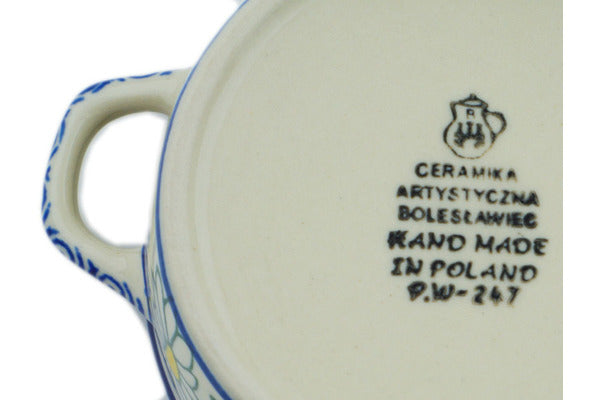 CERAMIKA
ARTYSTYCZNA
BOLESŁAWIEC
HAND MADE
IN POLAND
P.W-247